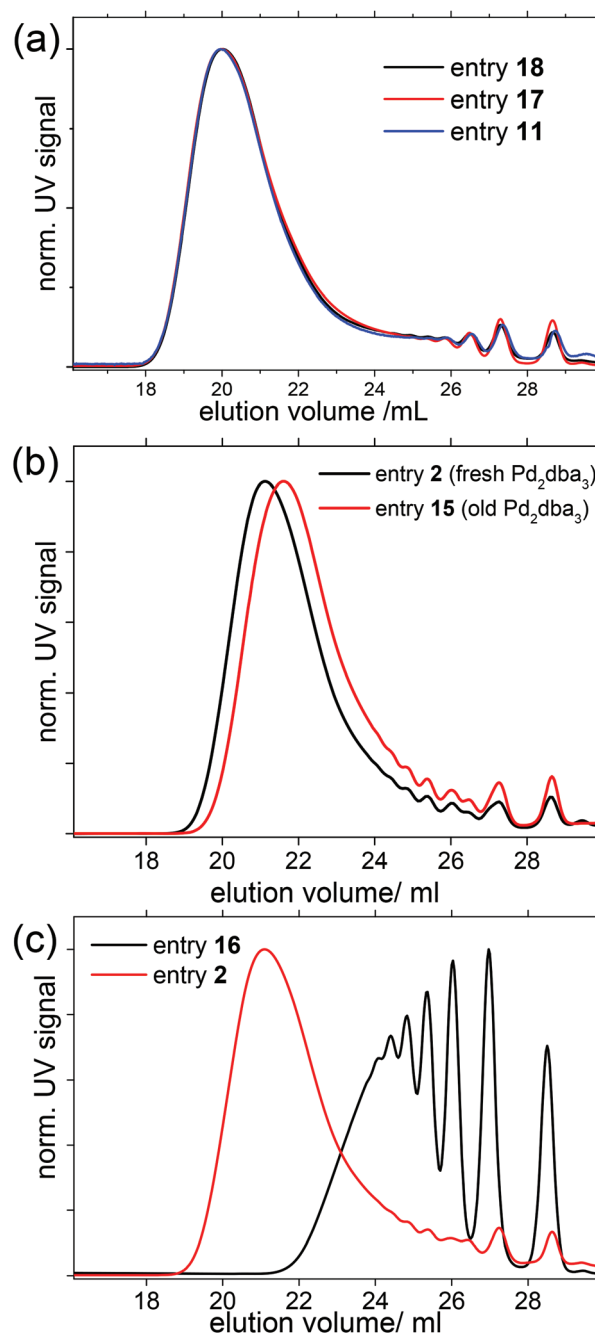 (a)
entry 18
entry 17
entry 11
norm. UV signal
18 20 22 24 26 28
elution volume /mL
(b)
entry 2 (fresh Pd₂dba₃)
entry 15 (old Pd₂dba₃)
norm. UV signal
18 20 22 24 26 28
elution volume/ ml
(c)
entry 16
entry 2
norm. UV signal
18 20 22 24 26 28
elution volume/ ml